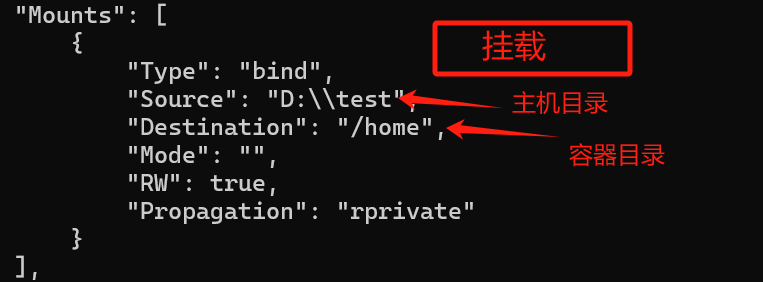 "Mounts": [
{
挂载
"Type": "bind",
"Source": "D:\\test",
主机目录
"Destination": "/home",
容器目录
"Mode": "",
"RW": true,
"Propagation": "rprivate"
}
],